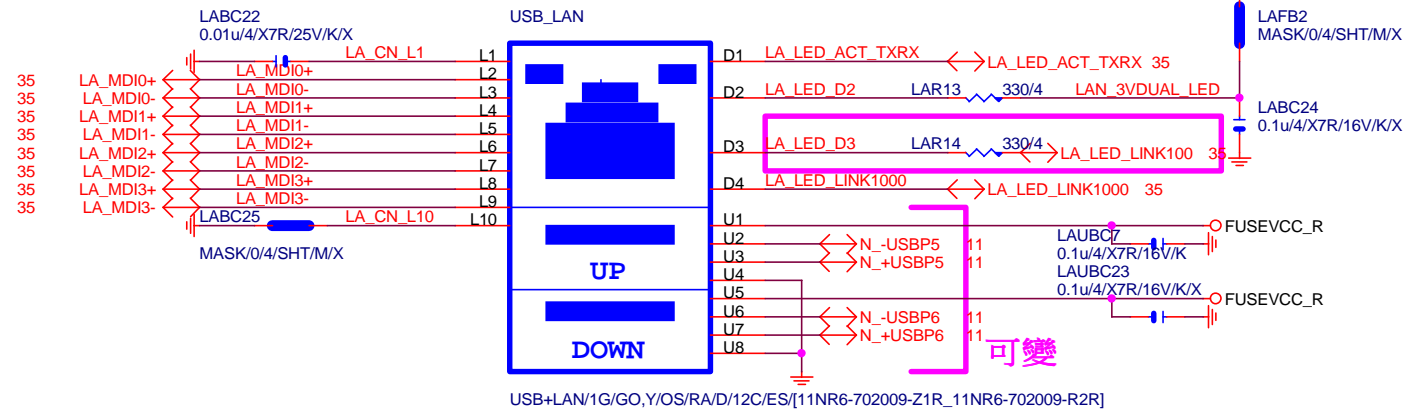 LABC22
0.01u/4/X7R/25V/K/X
USB_LAN
LAFB2
MASK/0/4/SHT/M/X
LA_CN_L1 L1
D1 LA_LED_ACT_TXRX LA_LED_ACT_TXRX 35
35 LA_MDI0+ LA_MDI0+ L2
35 LA_MDI0- LA_MDI0- L3
D2 LA_LED_D2 LAR13 330/4 LAN_3VDUAL_LED
35 LA_MDI1+ LA_MDI1+ L4
LABC24
0.1u/4/X7R/16V/K/X
35 LA_MDI1- LA_MDI1- L5
35 LA_MDI2+ LA_MDI2+ L6
D3 LA_LED_D3 LAR14 330/4 LA_LED_LINK100 35
35 LA_MDI2- LA_MDI2- L7
35 LA_MDI3+ LA_MDI3+ L8
D4 LA_LED_LINK1000 LA_LED_LINK1000 35
35 LA_MDI3- LA_MDI3- L9
LABC25 LA_CN_L10 L10
MASK/0/4/SHT/M/X
U1 FUSEVCC_R
U2 N_-USBP5 11
LAUBC7
0.1u/4/X7R/16V/K
U3 N_+USBP5 11
UP
U4
LAUBC23
0.1u/4/X7R/16V/K/X
U5 FUSEVCC_R
U6 N_-USBP6 11
U7 N_+USBP6 11
DOWN
U8
可變
USB+LAN/1G/GO,Y/OS/RA/D/12C/ES/[11NR6-702009-Z1R_11NR6-702009-R2R]